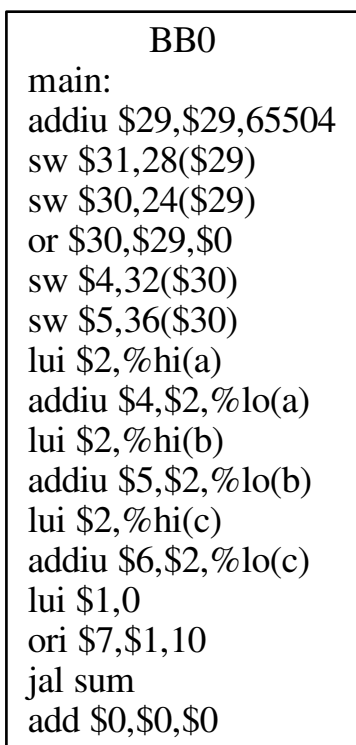 BB0
main:
addiu $29,$29,65504
sw $31,28($29)
sw $30,24($29)
or $30,$29,$0
sw $4,32($30)
sw $5,36($30)
lui $2,%hi(a)
addiu $4,$2,%lo(a)
lui $2,%hi(b)
addiu $5,$2,%lo(b)
lui $2,%hi(c)
addiu $6,$2,%lo(c)
lui $1,0
ori $7,$1,10
jal sum
add $0,$0,$0